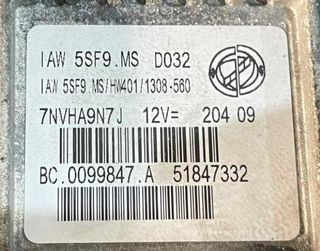 IAW 5SF9.MS D032
IAW 5SF9 MS/HW401/1308-560
7NVHA9N7J 12V= 204 09
BC.0099847.A 51847332